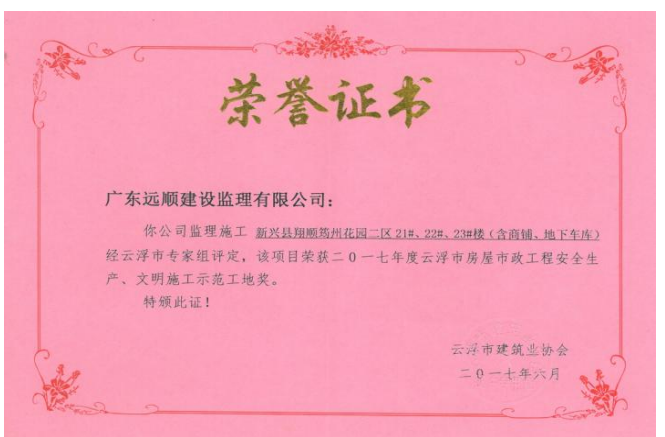 荣誉证书
广东远顺建设监理有限公司：
你公司监理施工 新兴县翔顺筠州花园二区 21#、22#、23#楼（含商铺、地下车库）
经云浮市专家组评定，该项目荣获二０一七年度云浮市房屋市政工程安全生
产、文明施工示范工地奖。
特颁此证！
云浮市建筑业协会
二０一七年六月